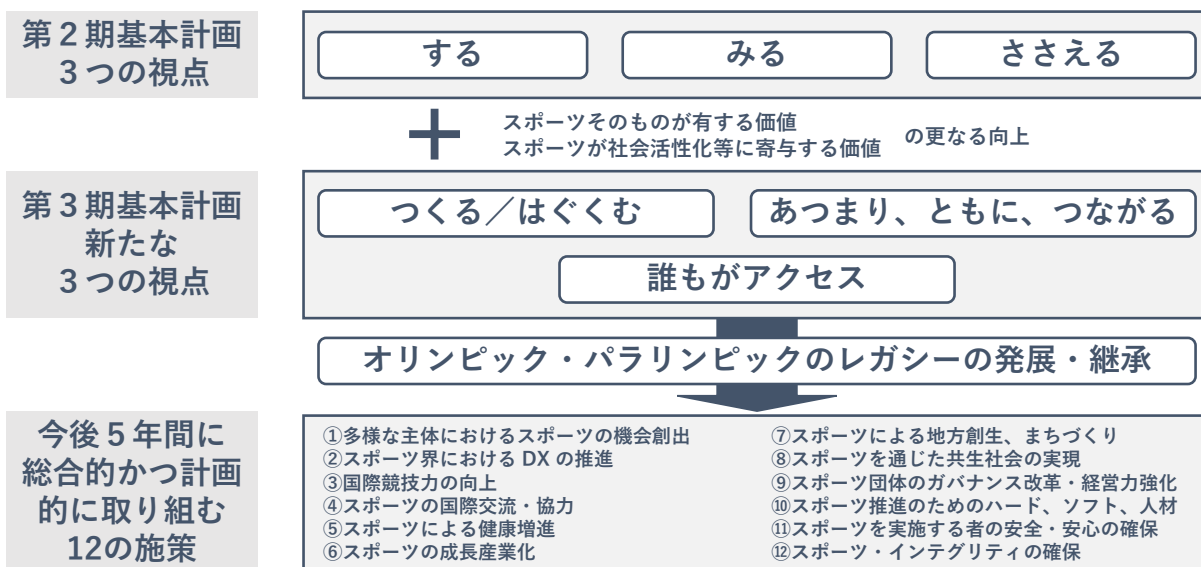 第２期基本計画
３つの視点
する
みる
ささえる
＋
スポーツそのものが有する価値
スポーツが社会活性化等に寄与する価値
の更なる向上
第３期基本計画
新たな
３つの視点
つくる／はぐくむ
あつまり、ともに、つながる
誰もがアクセス
オリンピック・パラリンピックのレガシーの発展・継承
今後５年間に
総合的かつ計画
的に取り組む
12の施策
①多様な主体におけるスポーツの機会創出
②スポーツ界における DX の推進
③国際競技力の向上
④スポーツの国際交流・協力
⑤スポーツによる健康増進
⑥スポーツの成長産業化
⑦スポーツによる地方創生、まちづくり
⑧スポーツを通じた共生社会の実現
⑨スポーツ団体のガバナンス改革・経営力強化
⑩スポーツ推進のためのハード、ソフト、人材
⑪スポーツを実施する者の安全・安心の確保
⑫スポーツ・インテグリティの確保